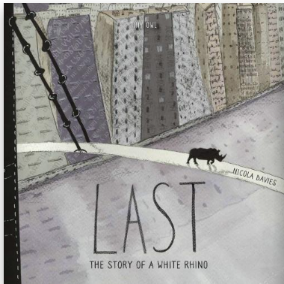 NICOLA DAVIES
LAST
THE STORY OF A WHITE RHINO